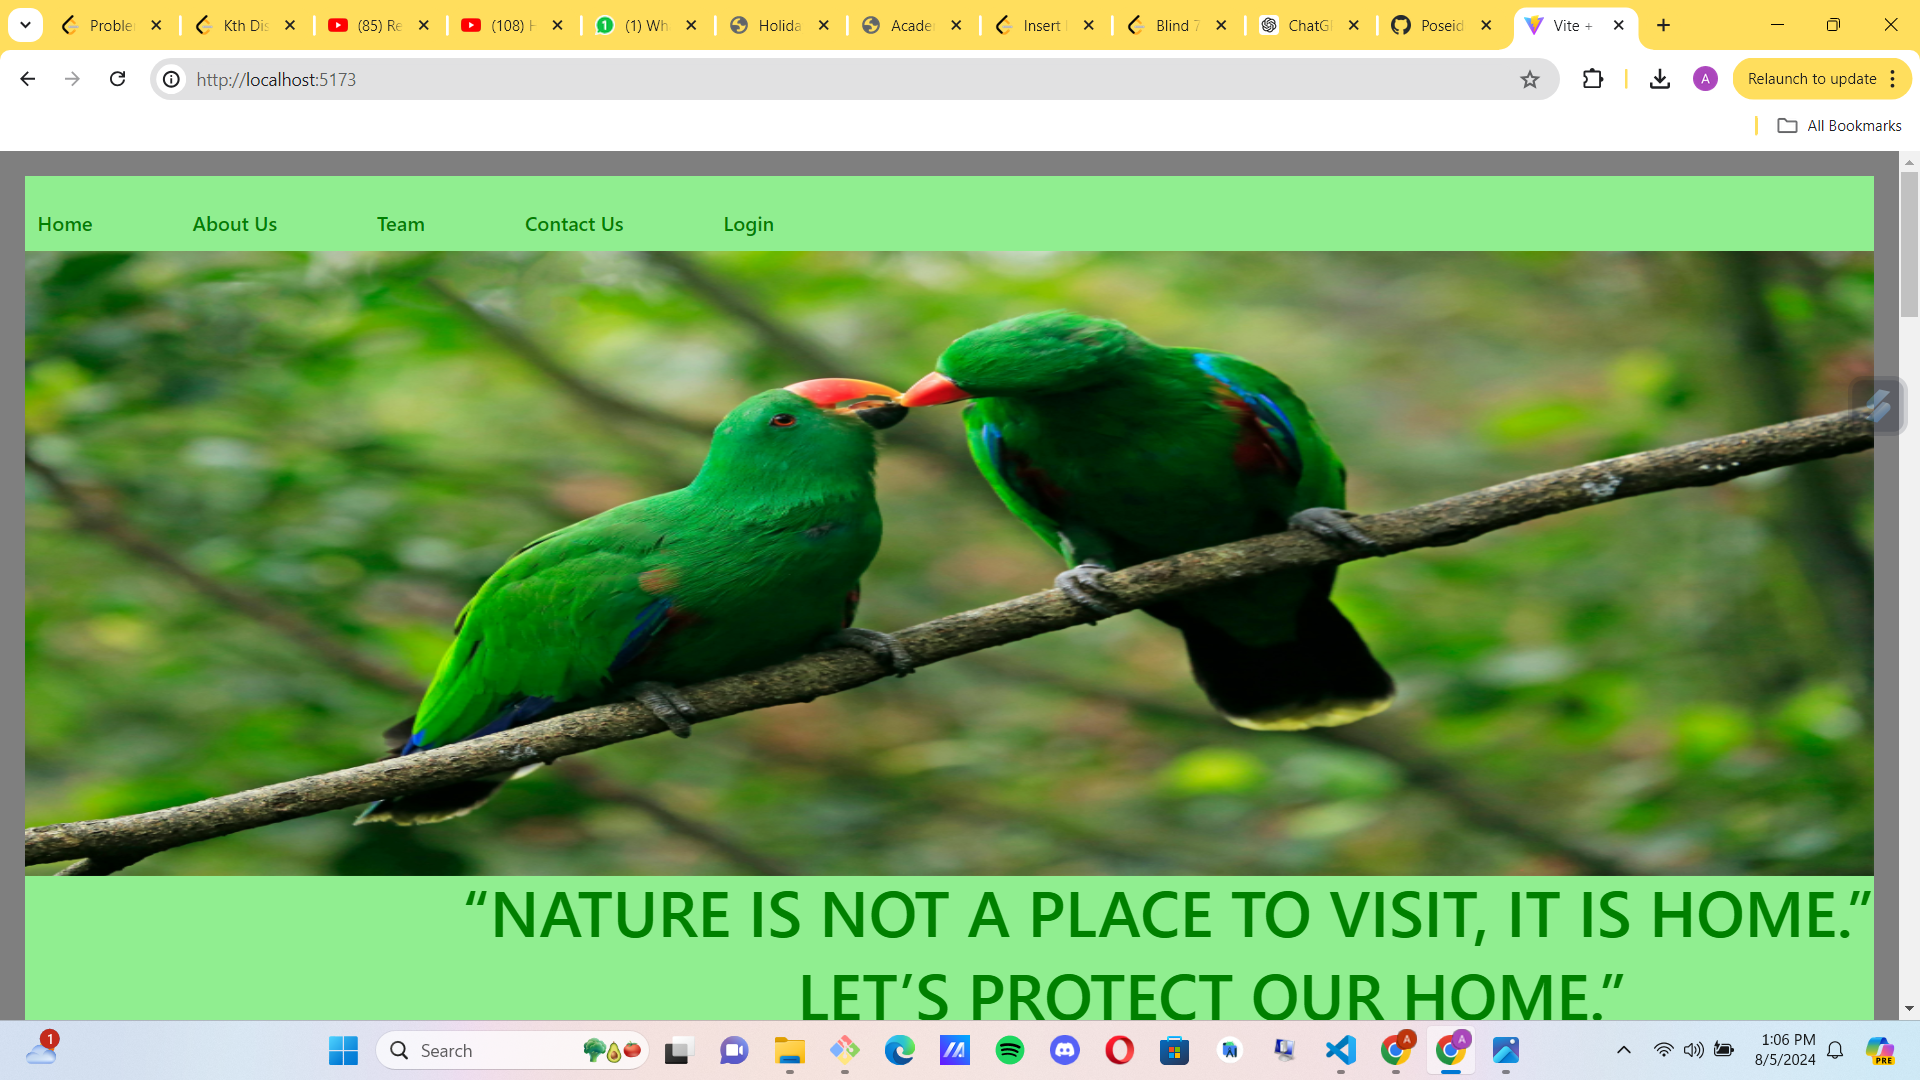 Proble
Kth Dis
(85) Re
(108) H
(1) Wh
Holida
Acade
Insert
Blind 7
ChatG
Poseid
Vite +
http://localhost:5173
A
Relaunch to update
All Bookmarks
Home About Us Team Contact Us Login
“NATURE IS NOT A PLACE TO VISIT, IT IS HOME.”
LET’S PROTECT OUR HOME.”
1
Search
A
A
1:06 PM
8/5/2024
PRE